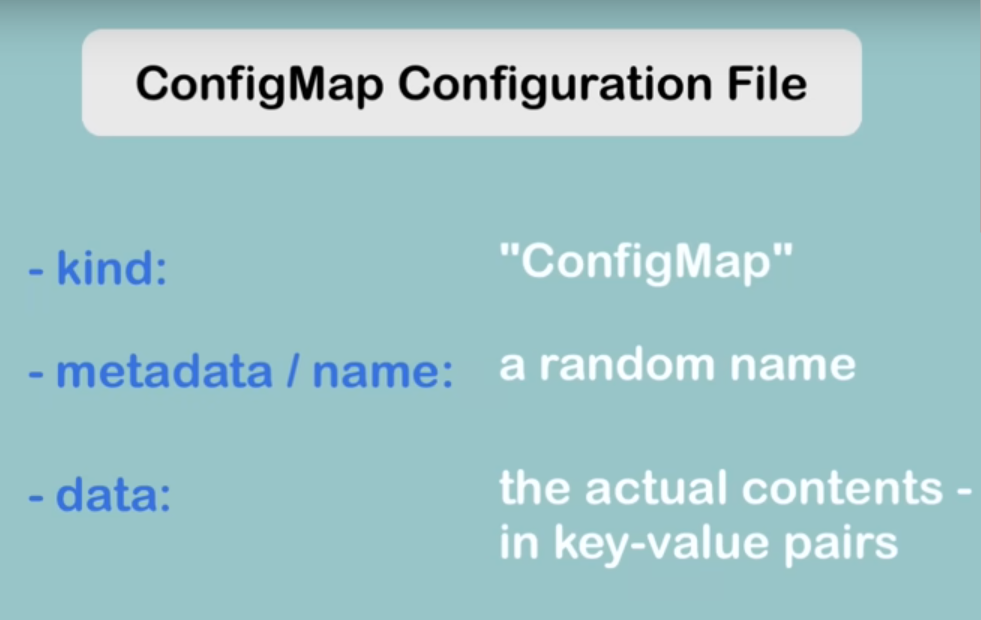 ConfigMap Configuration File
- kind: "ConfigMap"
- metadata / name: a random name
- data: the actual contents -
in key-value pairs